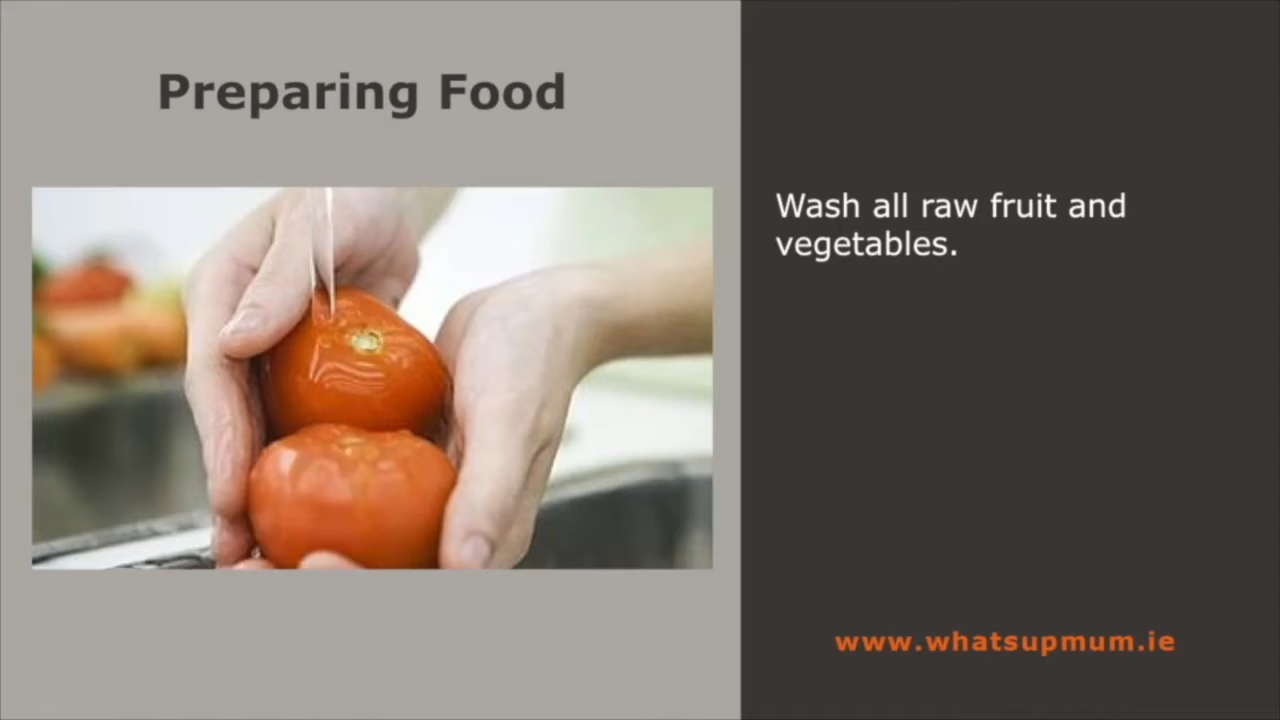 Preparing Food
Wash all raw fruit and
vegetables.
www.whatsupmum.ie